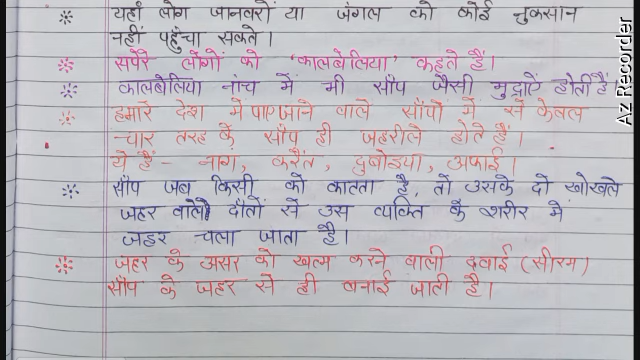 * यहां लोग जानवरों या जंगल को कोई नुकसान
नहीं पहुँचा सकते।
* सपेरे लोगों को 'कालबेलिया' कहते हैं।
* कालबेलिया नांच में भी साँप जैसी मुद्राएँ होती हैं।
* हमारे देश में पाए जाने वाले साँपों में से केवल
चार तरह के साँप ही जहरीले होते हैं।
ये हैं - नाग, करैत, दुबोइया, अफाई।
* साँप जब किसी को काटता है, तो उसके दो खोखले
जहर वाले दाँतों से उस व्यक्ति के शरीर में
जहर चला जाता है।
* जहर के असर को खत्म करने वाली दवाई (सीरम)
साँप के जहर से ही बनाई जाती है।
Az Recorder